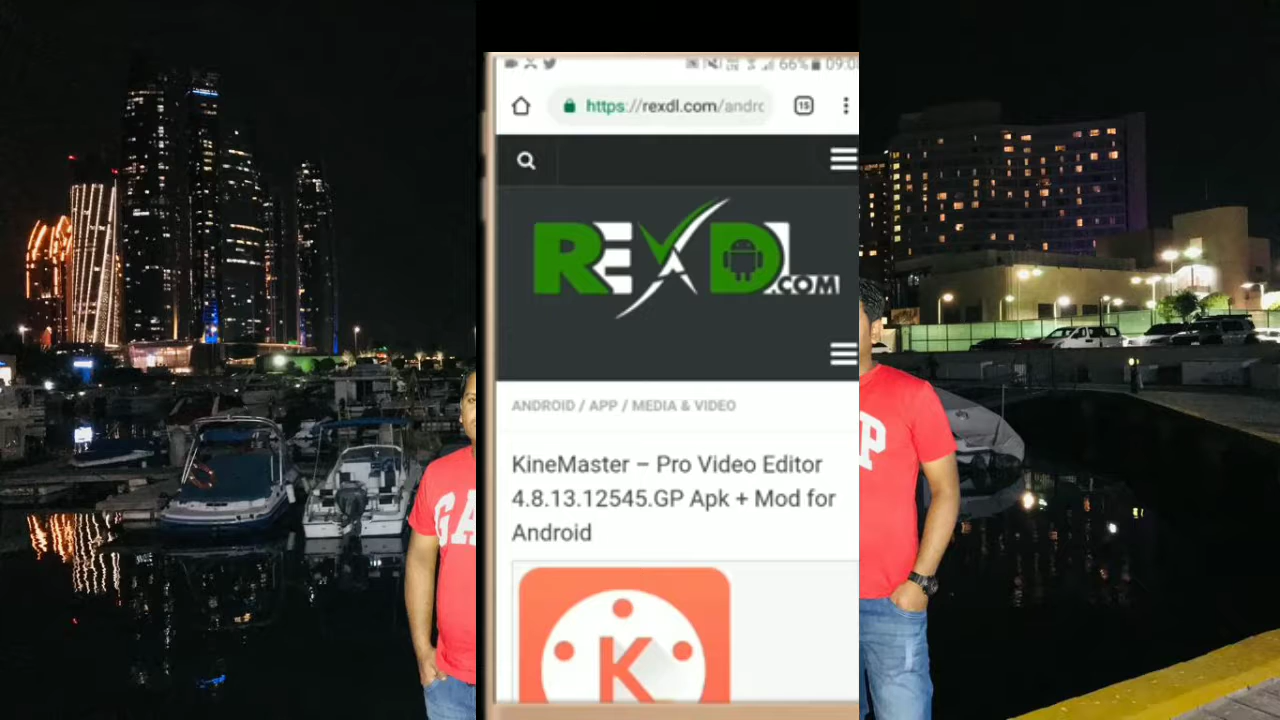 66% 09:0
https://rexdl.com/andro
15
REXDL
.COM
ANDROID / APP / MEDIA & VIDEO
KineMaster – Pro Video Editor
4.8.13.12545.GP Apk + Mod for
Android
K
GA
P